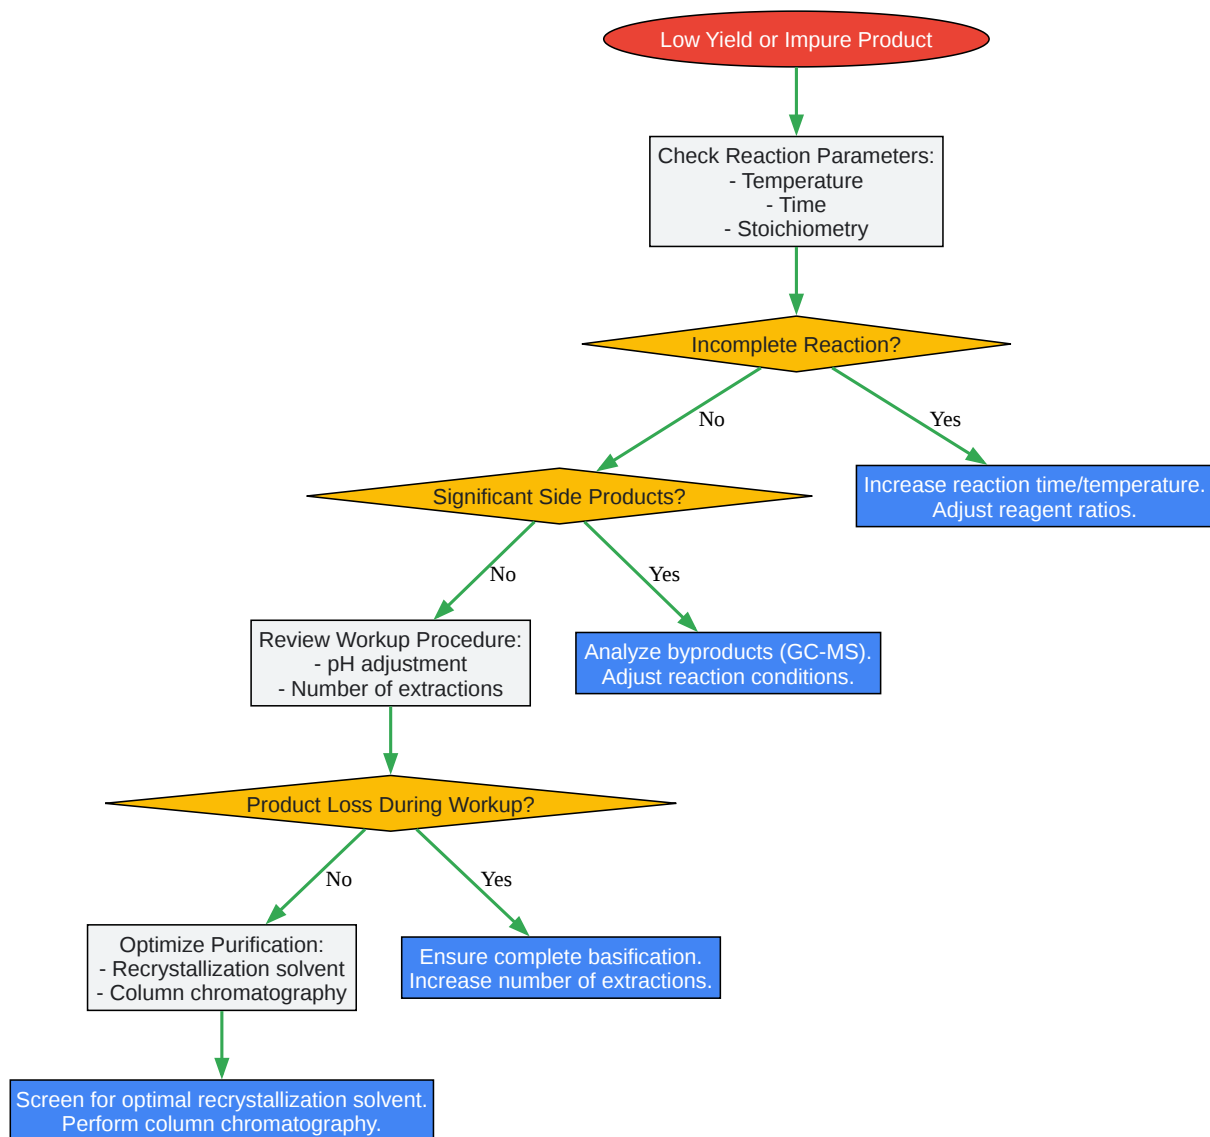 Low Yield or Impure Product
Check Reaction Parameters:
- Temperature
- Time
- Stoichiometry
Incomplete Reaction?
No
Yes
Significant Side Products?
Increase reaction time/temperature.
Adjust reagent ratios.
No
Yes
Review Workup Procedure:
- pH adjustment
- Number of extractions
Analyze byproducts (GC-MS).
Adjust reaction conditions.
Product Loss During Workup?
No
Yes
Optimize Purification:
- Recrystallization solvent
- Column chromatography
Ensure complete basification.
Increase number of extractions.
Screen for optimal recrystallization solvent.
Perform column chromatography.